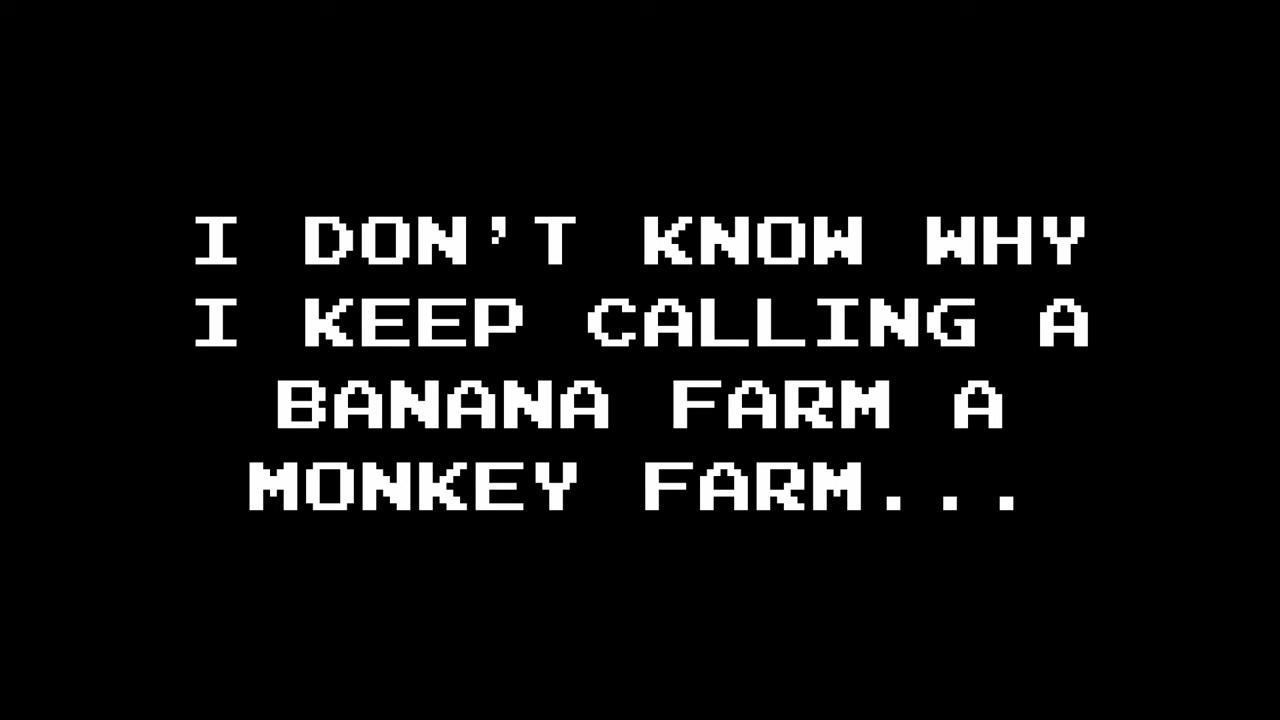 I DON'T KNOW WHY
I KEEP CALLING A
BANANA FARM A
MONKEY FARM...